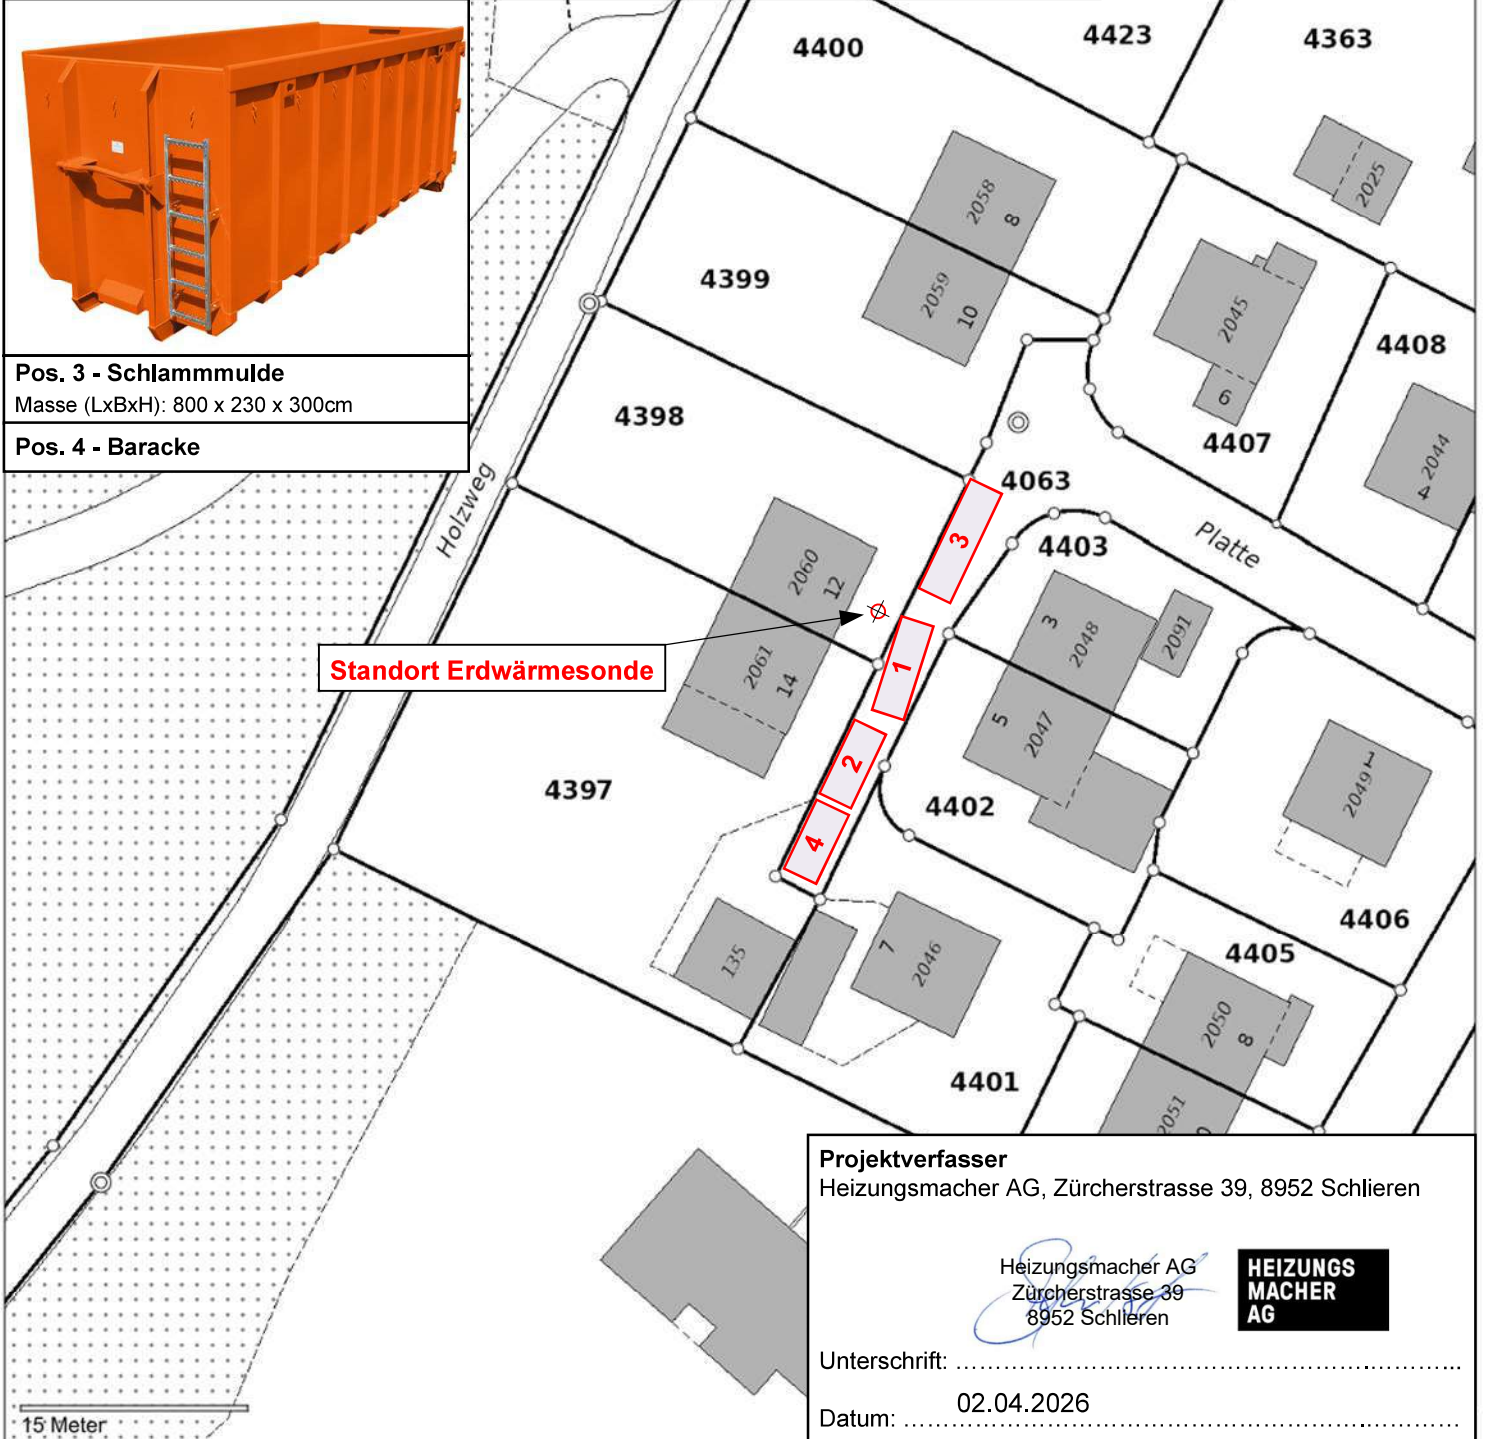 Pos. 3 - Schlammmulde
Masse (LxBxH): 800 x 230 x 300cm
Pos. 4 - Baracke
4400
4423
4363
2025
2058
8
4399
2059
10
2045
4408
6
4398
4407
2044
4
4063
Holzweg
3
4403
Platte
2060
12
Standort Erdwärmesonde
1
3
2048
2091
2061
14
5
2047
2
4397
4402
1
2049
4
4406
7
2046
135
4405
2050
8
4401
2051
Projektverfasser
Heizungsmacher AG, Zürcherstrasse 39, 8952 Schlieren
Heizungsmacher AG
Zürcherstrasse 39
8952 Schlieren
HEIZUNGS
MACHER
AG
Unterschrift:
02.04.2026
Datum:
15 Meter